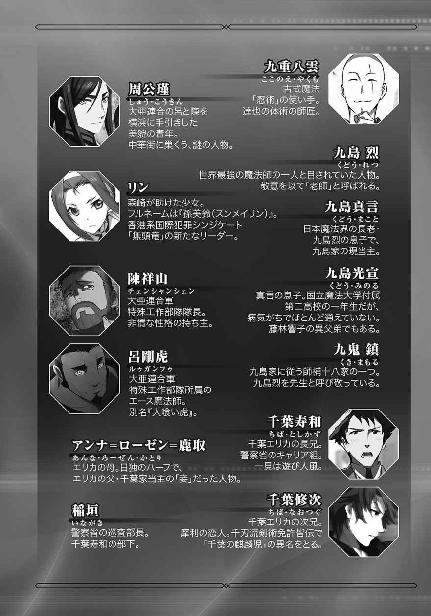 周公瑾
しゅう・こうきん
大亜連合の呂と陳を
横浜に手引きした
美貌の青年。
中華街に巣くう、謎の人物。
リン
森崎が助けた少女。
フルネームは『孫美鈴(スンメイリン)』。
香港系国際犯罪シンジケート
『無頭竜』の新たなリーダー。
陳祥山
チェンシャンシェン
大亜連合軍
特殊工作部隊隊長。
非情な性格の持ち主。
呂剛虎
ルゥガンフゥ
大亜連合軍
特殊工作部隊所属の
エース魔法師。
別名『人喰い虎』。
アンナ=ローゼン=鹿取
あんな・ろーぜん・かとり
エリカの母。日独のハーフで、
エリカの父・千葉家当主の「妾」だった人物。
稲垣
いながき
警察省の巡査部長。
千葉寿和の部下。
九重八雲
ここのえ・やくも
古式魔法
「忍術」の使い手。
達也の体術の師匠。
九島 烈
くどう・れつ
世界最強の魔法師の一人と目されていた人物。
敬意を以て「老師」と呼ばれる。
九島真言
くどう・まこと
日本魔法界の長老・
九島烈の息子で、
九島家の現当主。
九島光宣
くどう・みのる
真言の息子。国立魔法大学付属
第二高校の一年生だが、
病気がちでほとんど通えていない。
藤林響子の異父弟でもある。
九鬼 鎮
くき・まもる
九島家に従う師補十八家の一つ。
九島烈を先生と呼び敬っている。
千葉寿和
ちば・としかず
千葉エリカの長兄。
警察省のキャリア組。
一見は遊び人風。
千葉修次
ちば・なおつぐ
千葉エリカの次兄。
摩利の恋人。千刃流剣術免許皆伝で
「千葉の麒麟児」の異名をとる。